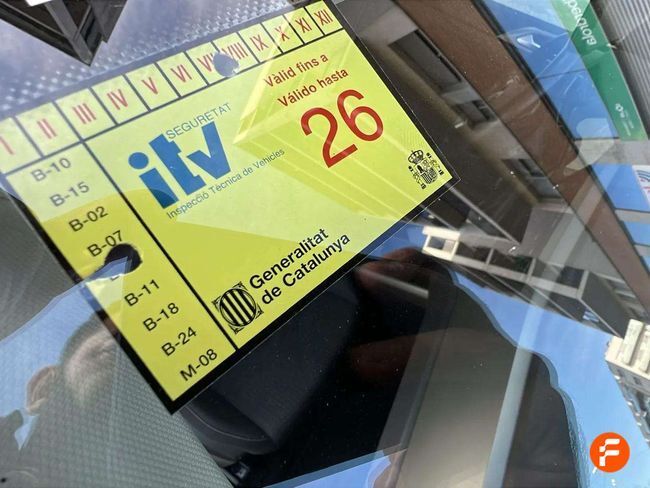 I II III IV V VI VII VIII IX X XI XII
SEGURETAT
itv
Inspecció Tècnica de Vehicles
Vàlid fins a
Válido hasta
26
B-10
B-15
B-02
B-07
B-11
B-18
B-24
M-08
Generalitat
de Catalunya